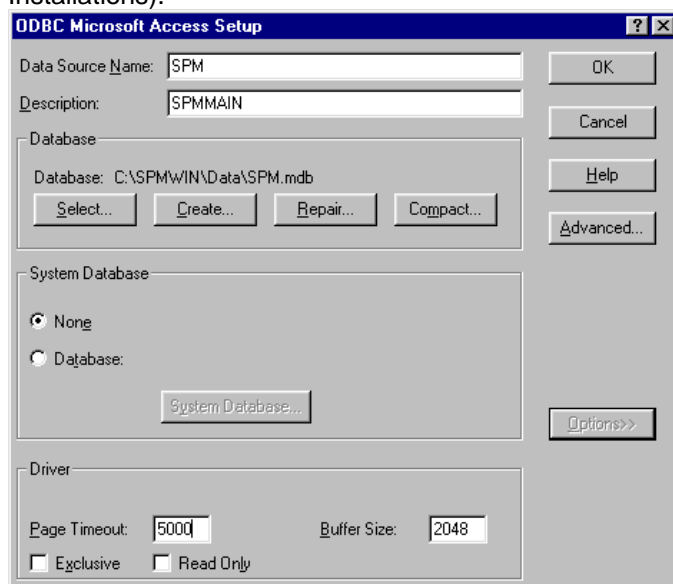 Installations).
ODBC Microsoft Access Setup
Data Source Name: SPM
OK
Description: SPMMAIN
Cancel
Database
Database: C:\SPMWIN\Data\SPM.mdb
Help
Select... Create... Repair... Compact...
Advanced...
System Database
None
Database:
System Database...
Options>>
Driver
Page Timeout: 5000 Buffer Size: 2048
Exclusive Read Only